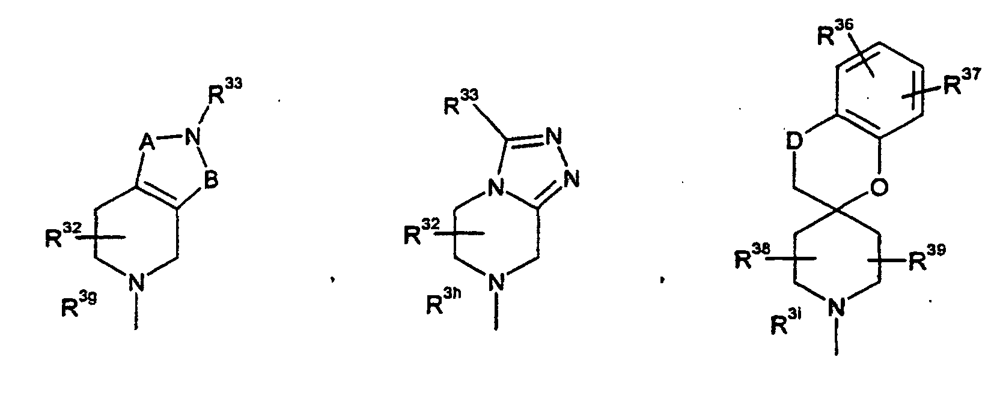 R33
A N
B
R32
N
R3g
,
R33
N
N
N
R32
N
R3h
,
R36
R37
D
O
R38
R39
N
R3i